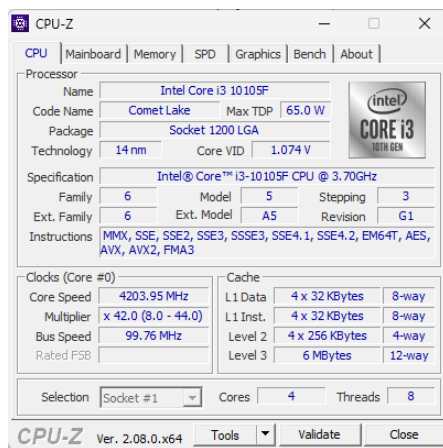 CPU-Z
CPU Mainboard Memory SPD Graphics Bench About
Processor
Name Intel Core i3 10105F
Code Name Comet Lake Max TDP 65.0 W
Package Socket 1200 LGA
Technology 14 nm Core VID 1.074 V
intel
CORE i3
10TH GEN
Specification Intel® Core™ i3-10105F CPU @ 3.70GHz
Family 6 Model 5 Stepping 3
Ext. Family 6 Ext. Model A5 Revision G1
Instructions MMX, SSE, SSE2, SSE3, SSSE3, SSE4.1, SSE4.2, EM64T, AES,
AVX, AVX2, FMA3
Clocks (Core #0)
Core Speed 4203.95 MHz
Multiplier x 42.0 (8.0 - 44.0)
Bus Speed 99.76 MHz
Rated FSB
Cache
L1 Data 4 x 32 KBytes 8-way
L1 Inst. 4 x 32 KBytes 8-way
Level 2 4 x 256 KBytes 4-way
Level 3 6 MBytes 12-way
Selection Socket #1 Cores 4 Threads 8
CPU-Z Ver. 2.08.0.x64 Tools Validate Close